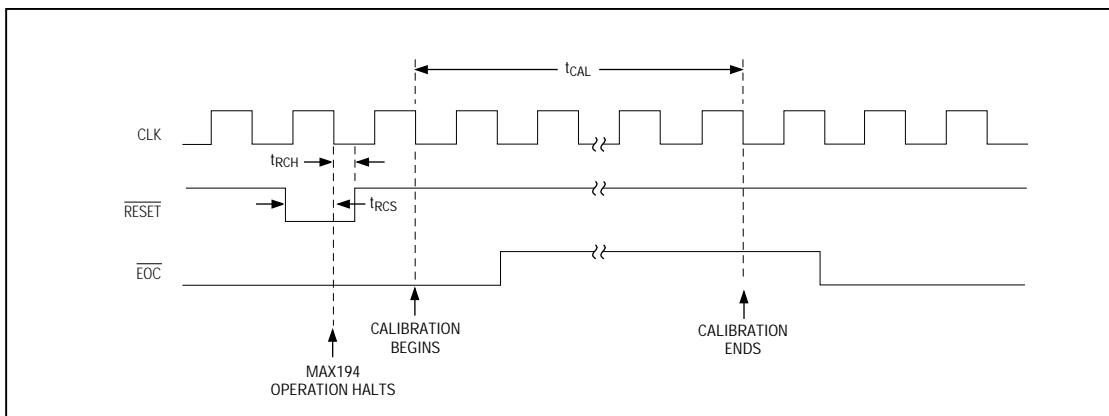 tCAL
CLK
tRCH
RESET
tRCS
EOC
CALIBRATION
BEGINS
CALIBRATION
ENDS
MAX194
OPERATION HALTS